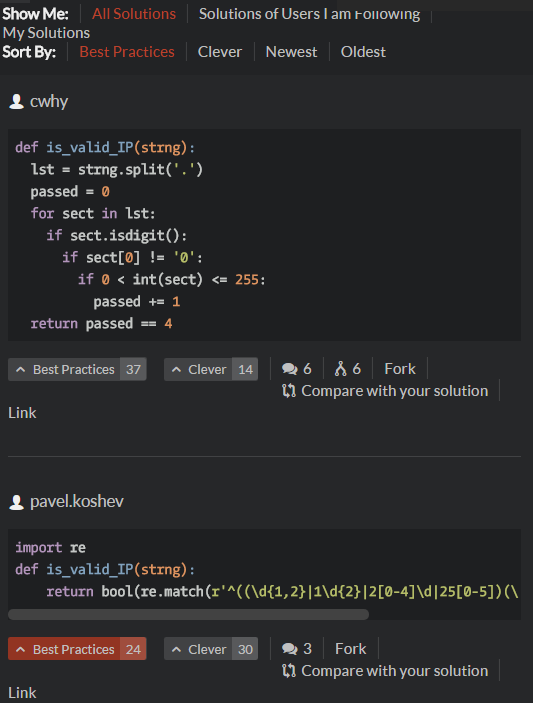 Show Me: All Solutions Solutions of Users I am Following
My Solutions
Sort By: Best Practices Clever Newest Oldest
cwhy
def is_valid_IP(strng):
  lst = strng.split('.')
  passed = 0
  for sect in lst:
    if sect.isdigit():
      if sect[0] != '0':
        if 0 < int(sect) <= 255:
          passed += 1
  return passed == 4
Best Practices 37 Clever 14 6 6 Fork
Compare with your solution
Link
pavel.koshev
import re
def is_valid_IP(strng):
    return bool(re.match(r'^((\d{1,2}|1\d{2}|2[0-4]\d|25[0-5])(\
Best Practices 24 Clever 30 3 Fork
Compare with your solution
Link